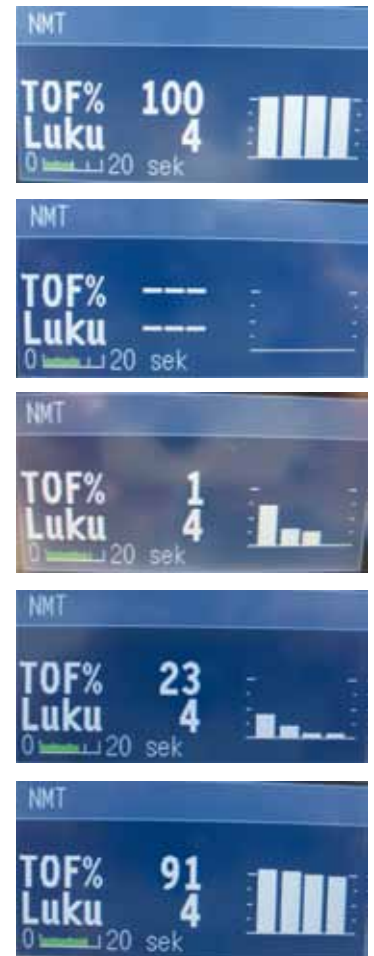 NMT
TOF% 100
Luku 4
0 20 sek
NMT
TOF% ---
Luku ---
0 20 sek
NMT
TOF% 1
Luku 4
0 20 sek
NMT
TOF% 23
Luku 4
0 20 sek
NMT
TOF% 91
Luku 4
0 20 sek